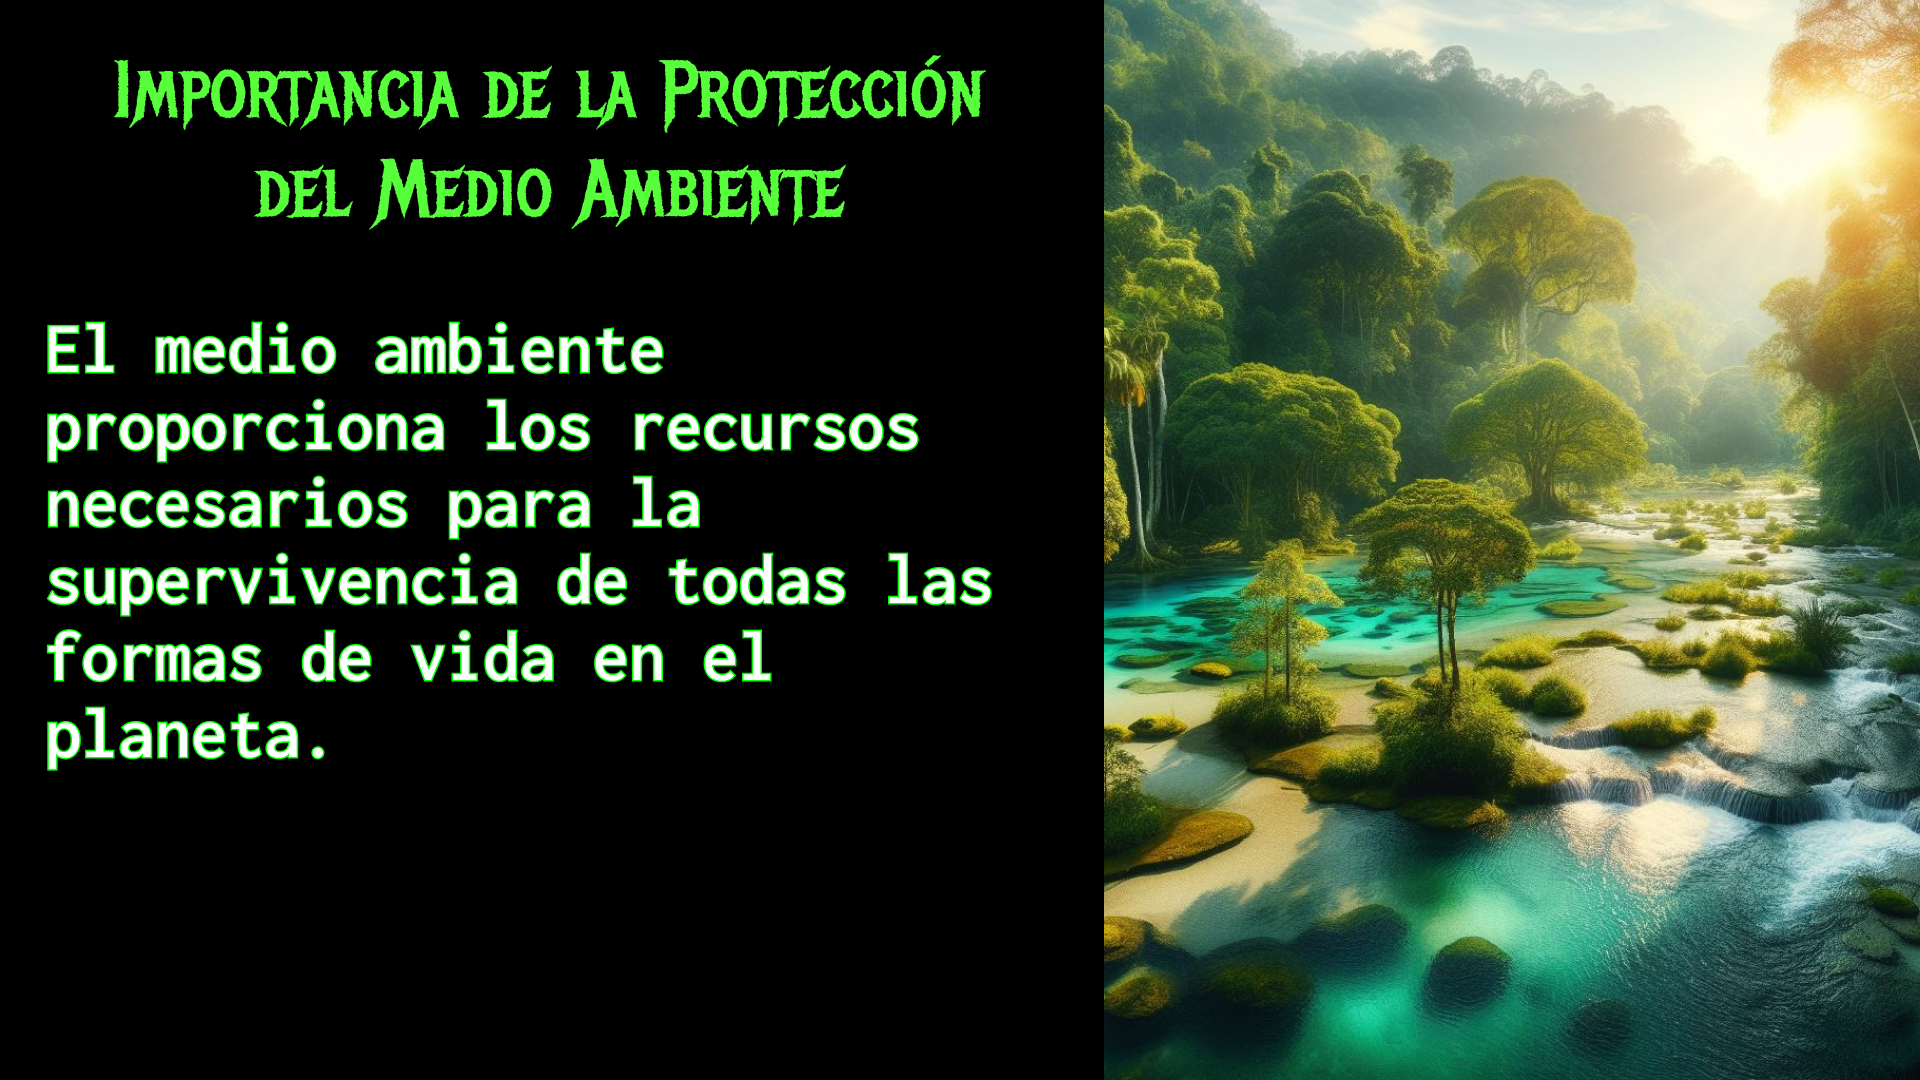 Importancia de la Protección
del Medio Ambiente
El medio ambiente
proporciona los recursos
necesarios para la
supervivencia de todas las
formas de vida en el
planeta.